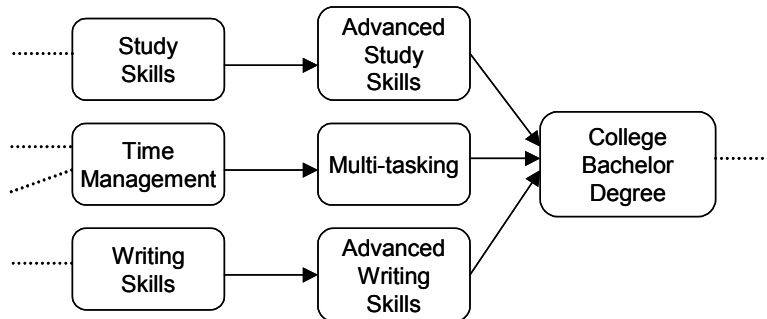 Study
Skills
Advanced
Study
Skills
Time
Management
Multi-tasking
College
Bachelor
Degree
Writing
Skills
Advanced
Writing
Skills